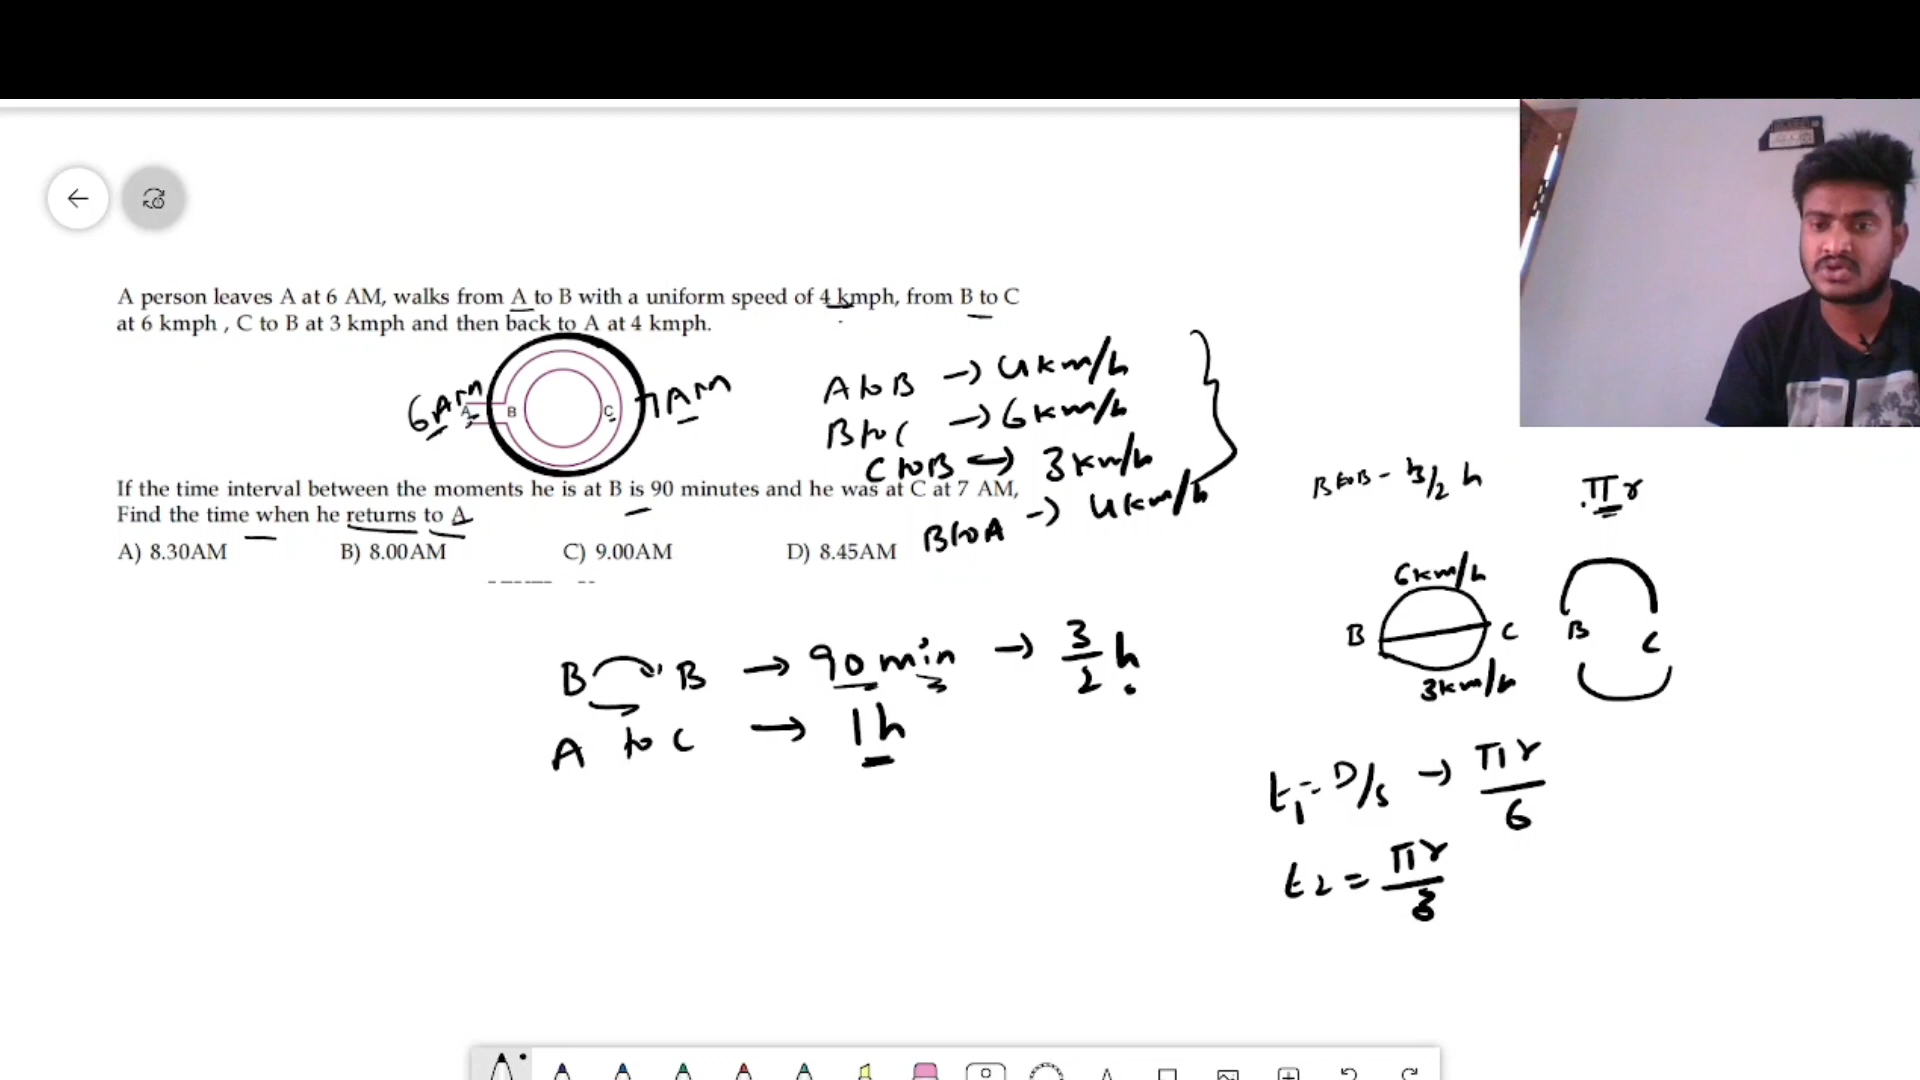 A person leaves A at 6 AM, walks from A to B with a uniform speed of 4 kmph, from B to C
at 6 kmph , C to B at 3 kmph and then back to A at 4 kmph.
6AM
A
B
C
7AM
A to B → 4km/h
B to C → 6km/h
C to B → 3km/h
B to A → 4km/h
If the time interval between the moments he is at B is 90 minutes and he was at C at 7 AM,
Find the time when he returns to A
A) 8.30AM B) 8.00AM C) 9.00AM D) 8.45AM
B B → 90 min → 3/2 h
A to C → 1h
B to B - 3/2 h
πr
6km/h
B C
3km/h
B C
t1 = D/s → πr/6
t2 = πr/3